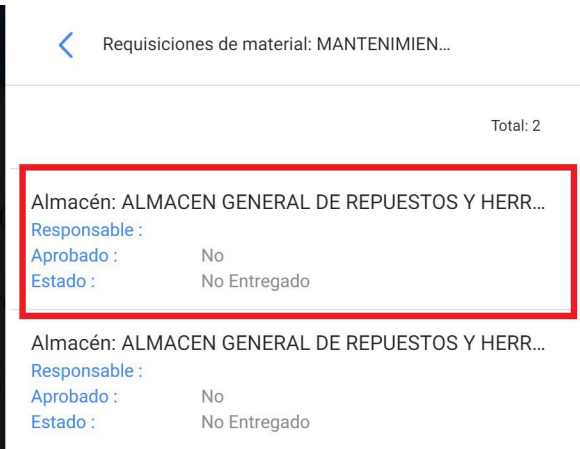 Requisiciones de material: MANTENIMIEN...
Total: 2
Almacén: ALMACEN GENERAL DE REPUESTOS Y HERR...
Responsable :
Aprobado : No
Estado : No Entregado
Almacén: ALMACEN GENERAL DE REPUESTOS Y HERR...
Responsable :
Aprobado : No
Estado : No Entregado